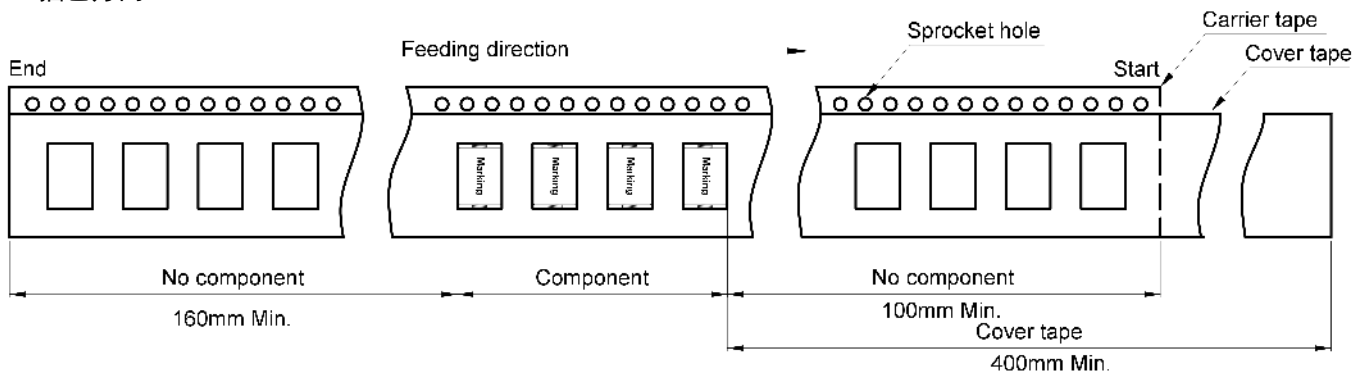 Sprocket hole
Carrier tape
Feeding direction
Cover tape
End
Start
Marking
Marking
Marking
Marking
No component
Component
No component
160mm Min.
100mm Min.
Cover tape
400mm Min.